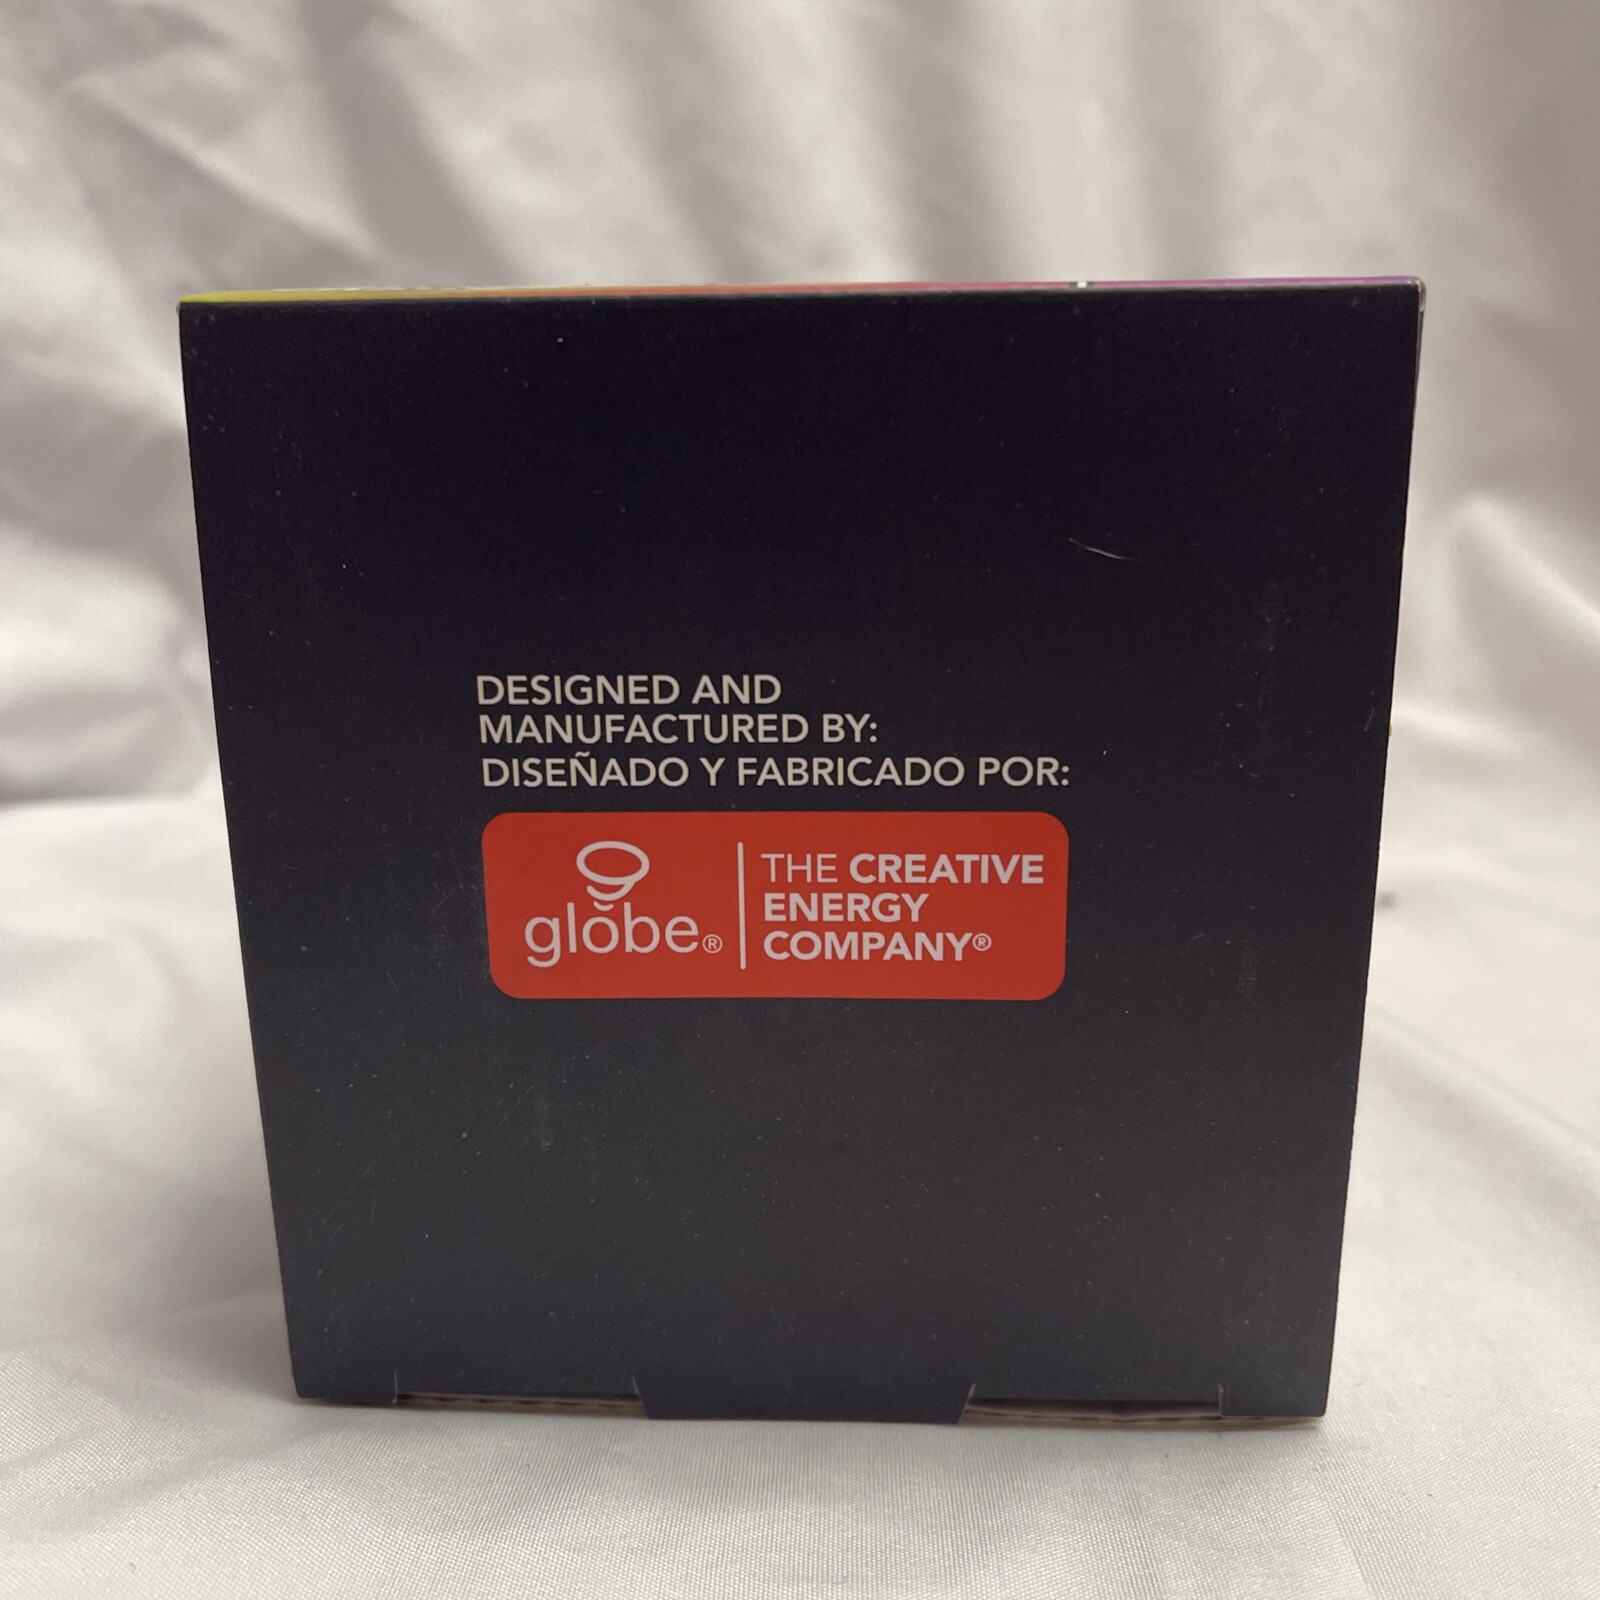 DESIGNED AND
MANUFACTURED BY:
DISEÑADO Y FABRICADO POR:
globe®
THE CREATIVE
ENERGY
COMPANY®